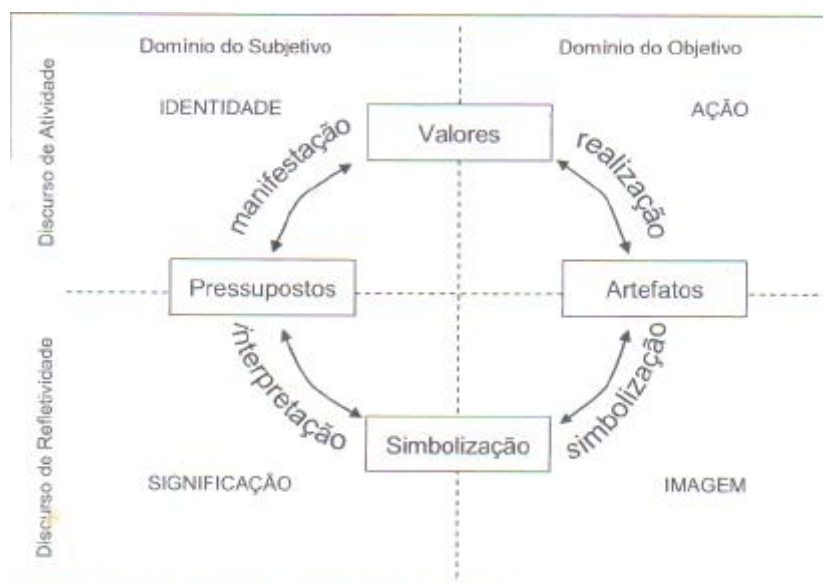 Domínio do Subjetivo
Domínio do Objetivo
Discurso de Atividade
IDENTIDADE
AÇÃO
Valores
manifestação
realização
Pressupostos
Artefatos
interpretação
simbolização
Simbolização
Discurso de Refletividade
SIGNIFICAÇÃO
IMAGEM